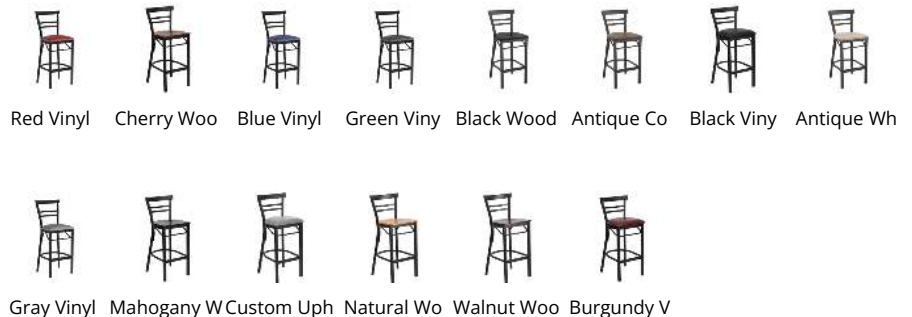 Red Vinyl Cherry Woo Blue Vinyl Green Viny Black Wood Antique Co Black Viny Antique Wh
Gray Vinyl Mahogany W Custom Uph Natural Wo Walnut Woo Burgundy V